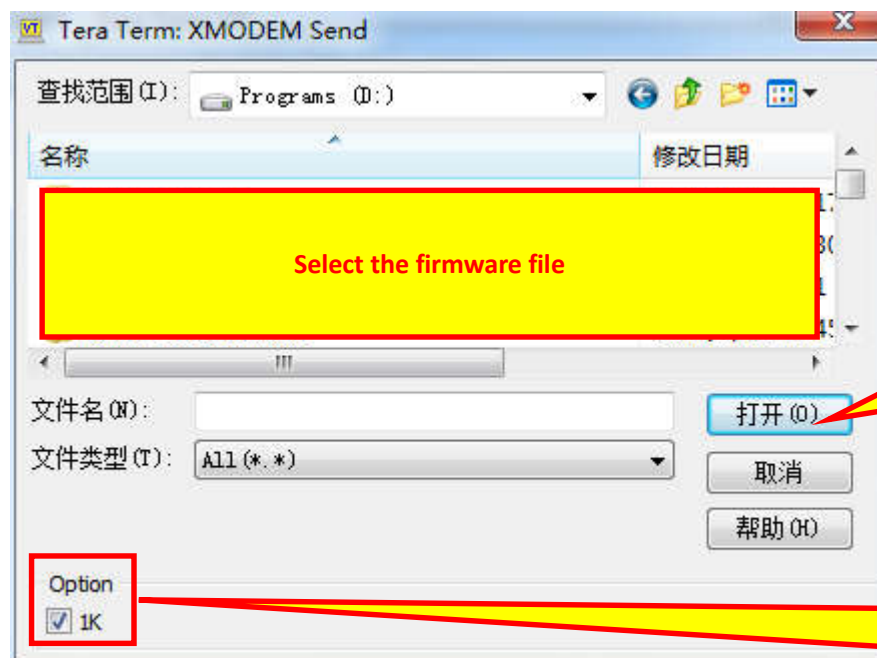 VT Tera Term: XMODEM Send
查找范围(I): Programs (D:)
名称 修改日期
Select the firmware file
文件名(N): 打开(O)
文件类型(T): All(*.*) 取消
帮助(H)
Option
1K